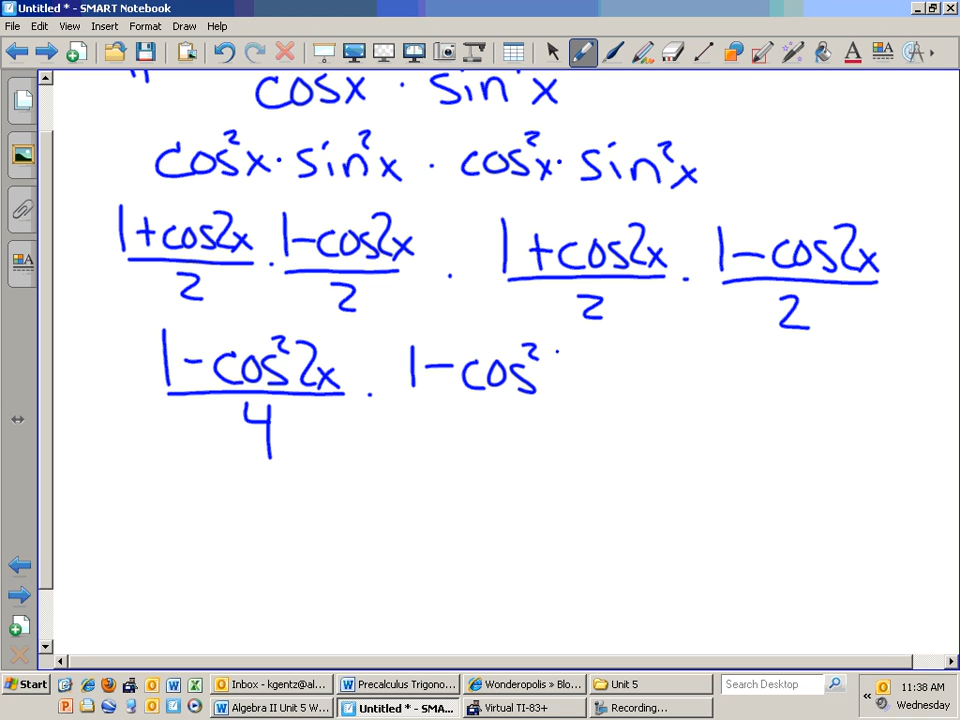 Untitled * - SMART Notebook
File Edit View Insert Format Draw Help
cosx · sin x
cos²x · sin²x · cos²x · sin²x
1+cos2x / 2 · 1-cos2x / 2 · 1+cos2x / 2 · 1-cos2x / 2
1-cos²2x / 4 · 1-cos²
Start Inbox - kgentz@al... Precalculus Trigono... Wonderopolis » Blo... Unit 5 Search Desktop 11:38 AM
Algebra II Unit 5 W... Untitled * - SMA... Virtual TI-83+ Recording... Wednesday